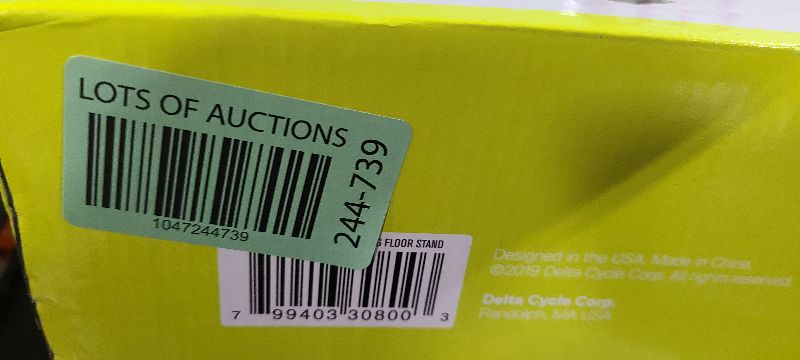 LOTS OF AUCTIONS
1047244739
244-739
FLOOR STAND
7 99403 30800 3
Designed in the USA. Made in China.
©2019 Delta Cycle Corp. All rights reserved.
Delta Cycle Corp.
Randolph, MA USA